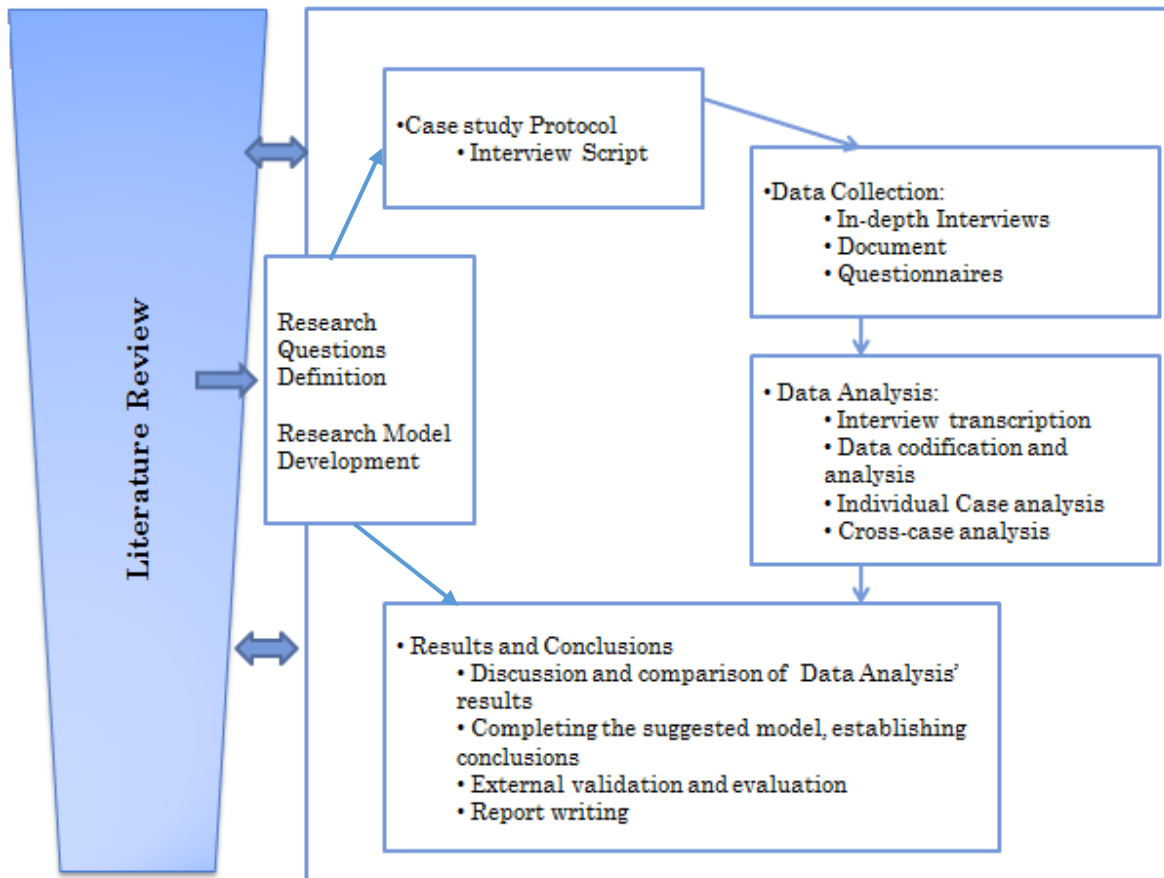 Literature Review
•Case study Protocol
• Interview Script
•Data Collection:
• In-depth Interviews
• Document
• Questionnaires
Research
Questions
Definition
Research Model
Development
• Data Analysis:
• Interview transcription
• Data codification and
analysis
• Individual Case analysis
• Cross-case analysis
• Results and Conclusions
• Discussion and comparison of Data Analysis’
results
• Completing the suggested model, establishing
conclusions
• External validation and evaluation
• Report writing